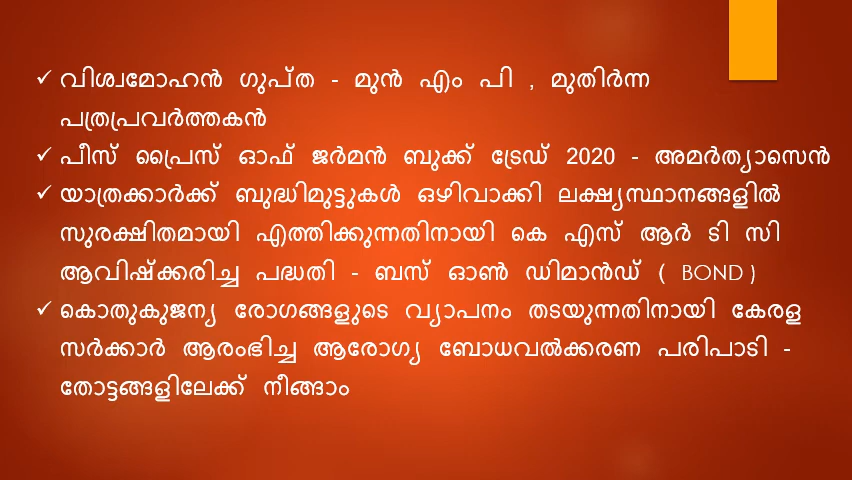 ✓ വിശ്വമോഹൻ ഗുപ്ത - മുൻ എം പി , മുതിർന്ന
പത്രപ്രവർത്തകൻ
✓ പീസ് പ്രൈസ് ഓഫ് ജർമൻ ബുക്ക് ട്രേഡ് 2020 - അമർത്യാസെൻ
✓ യാത്രക്കാർക്ക് ബുദ്ധിമുട്ടുകൾ ഒഴിവാക്കി ലക്ഷ്യസ്ഥാനങ്ങളിൽ
സുരക്ഷിതമായി എത്തിക്കുന്നതിനായി കെ എസ് ആർ ടി സി
ആവിഷ്ക്കരിച്ച പദ്ധതി - ബസ് ഓൺ ഡിമാൻഡ് ( BOND )
✓ കൊതുകുജന്യ രോഗങ്ങളുടെ വ്യാപനം തടയുന്നതിനായി കേരള
സർക്കാർ ആരംഭിച്ച ആരോഗ്യ ബോധവൽക്കരണ പരിപാടി -
തോട്ടങ്ങളിലേക്ക് നീങ്ങാം